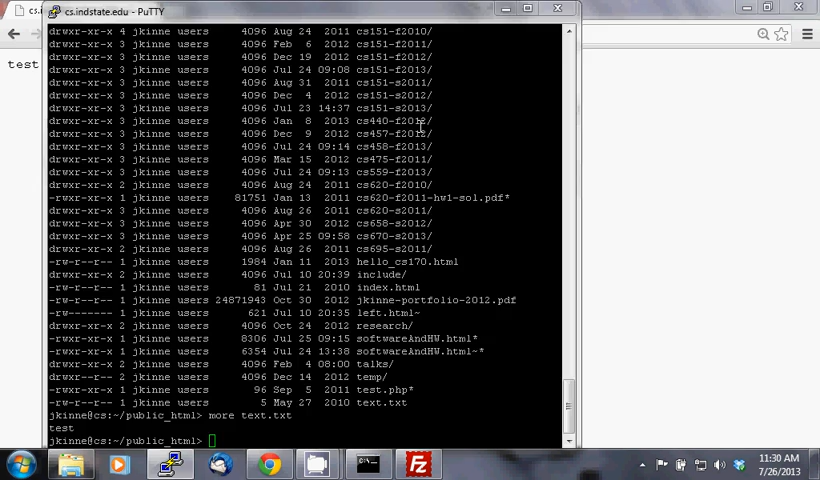 cs.indstate.edu - PuTTY
[] cs.i
test
drwxr-xr-x 4 jkinne users 4096 Aug 24 2011 cs151-f2010/
drwxr-xr-x 3 jkinne users 4096 Feb 6 2012 cs151-f2011/
drwxr-xr-x 3 jkinne users 4096 Dec 19 2012 cs151-f2012/
drwxr-xr-x 3 jkinne users 4096 Jul 24 09:08 cs151-f2013/
drwxr-xr-x 3 jkinne users 4096 Aug 31 2011 cs151-s2011/
drwxr-xr-x 3 jkinne users 4096 Dec 4 2012 cs151-s2012/
drwxr-xr-x 3 jkinne users 4096 Jul 23 14:37 cs151-s2013/
drwxr-xr-x 3 jkinne users 4096 Jan 8 2013 cs440-f2012/
drwxr-xr-x 3 jkinne users 4096 Dec 9 2012 cs457-f2012/
drwxr-xr-x 3 jkinne users 4096 Jul 24 09:14 cs458-f2013/
drwxr-xr-x 3 jkinne users 4096 Mar 15 2012 cs475-f2011/
drwxr-xr-x 3 jkinne users 4096 Jul 24 09:13 cs559-f2013/
drwxr-xr-x 2 jkinne users 4096 Aug 24 2011 cs620-f2010/
-rwxr-xr-x 1 jkinne users 81751 Jan 13 2011 cs620-f2011-hw1-sol.pdf*
drwxr-xr-x 3 jkinne users 4096 Aug 26 2011 cs620-f2011/
drwxr-xr-x 3 jkinne users 4096 Apr 30 2012 cs658-s2012/
drwxr-xr-x 3 jkinne users 4096 Apr 25 09:58 cs670-s2013/
drwxr-xr-x 2 jkinne users 4096 Aug 26 2011 cs695-s2011/
-rw-r--r-- 1 jkinne users 1984 Jan 11 2013 hello_cs170.html
drwxr-xr-x 2 jkinne users 4096 Jul 10 20:39 include/
-rw-r--r-- 1 jkinne users 81 Jul 21 2010 index.html
-rw-r--r-- 1 jkinne users 24871943 Oct 30 2012 jkinne-portfolio-2012.pdf
-rw------- 1 jkinne users 621 Jul 10 20:35 left.html~
drwxr-xr-x 2 jkinne users 4096 Oct 24 2012 research/
-rwxr-xr-x 1 jkinne users 8306 Jul 25 09:15 softwareAndHW.html*
-rwxr-xr-x 1 jkinne users 6354 Jul 24 13:38 softwareAndHW.html~*
drwxr-xr-x 2 jkinne users 4096 Feb 4 08:00 talks/
drwxr-xr-x 2 jkinne users 4096 Dec 14 2012 temp/
-rwxr-xr-x 1 jkinne users 96 Sep 5 2011 test.php*
-rw-r--r-- 1 jkinne users 5 May 27 2010 text.txt
jkinne@cs:~/public_html> more text.txt
test
jkinne@cs:~/public_html>
11:30 AM
7/26/2013